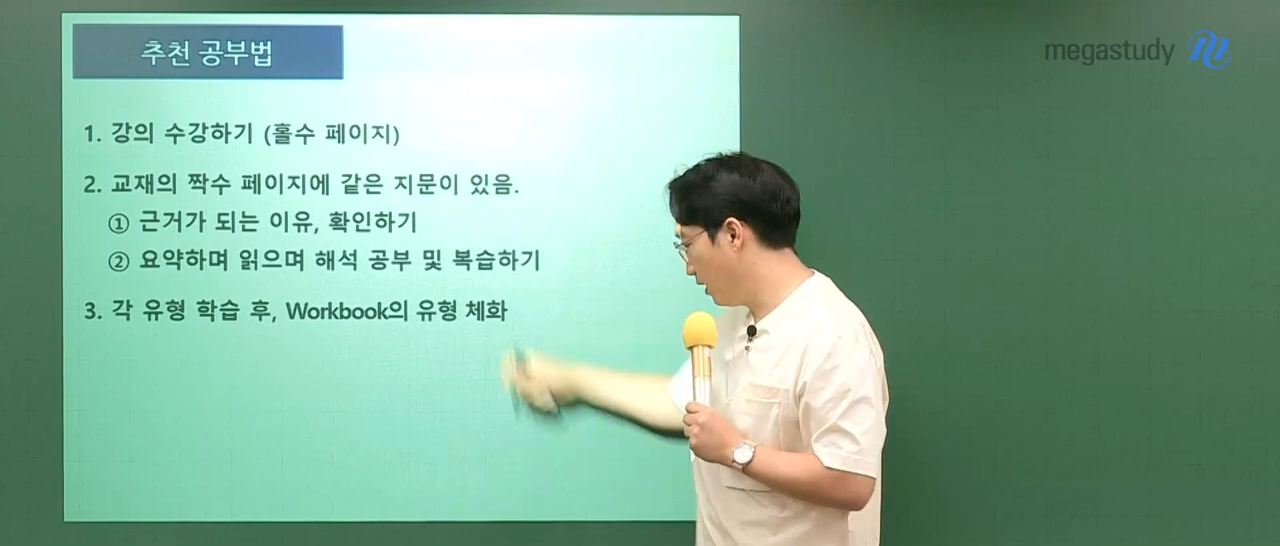 추천 공부법
megastudy
1. 강의 수강하기 (홀수 페이지)
2. 교재의 짝수 페이지에 같은 지문이 있음.
① 근거가 되는 이유, 확인하기
② 요약하며 읽으며 해석 공부 및 복습하기
3. 각 유형 학습 후, Workbook의 유형 체화